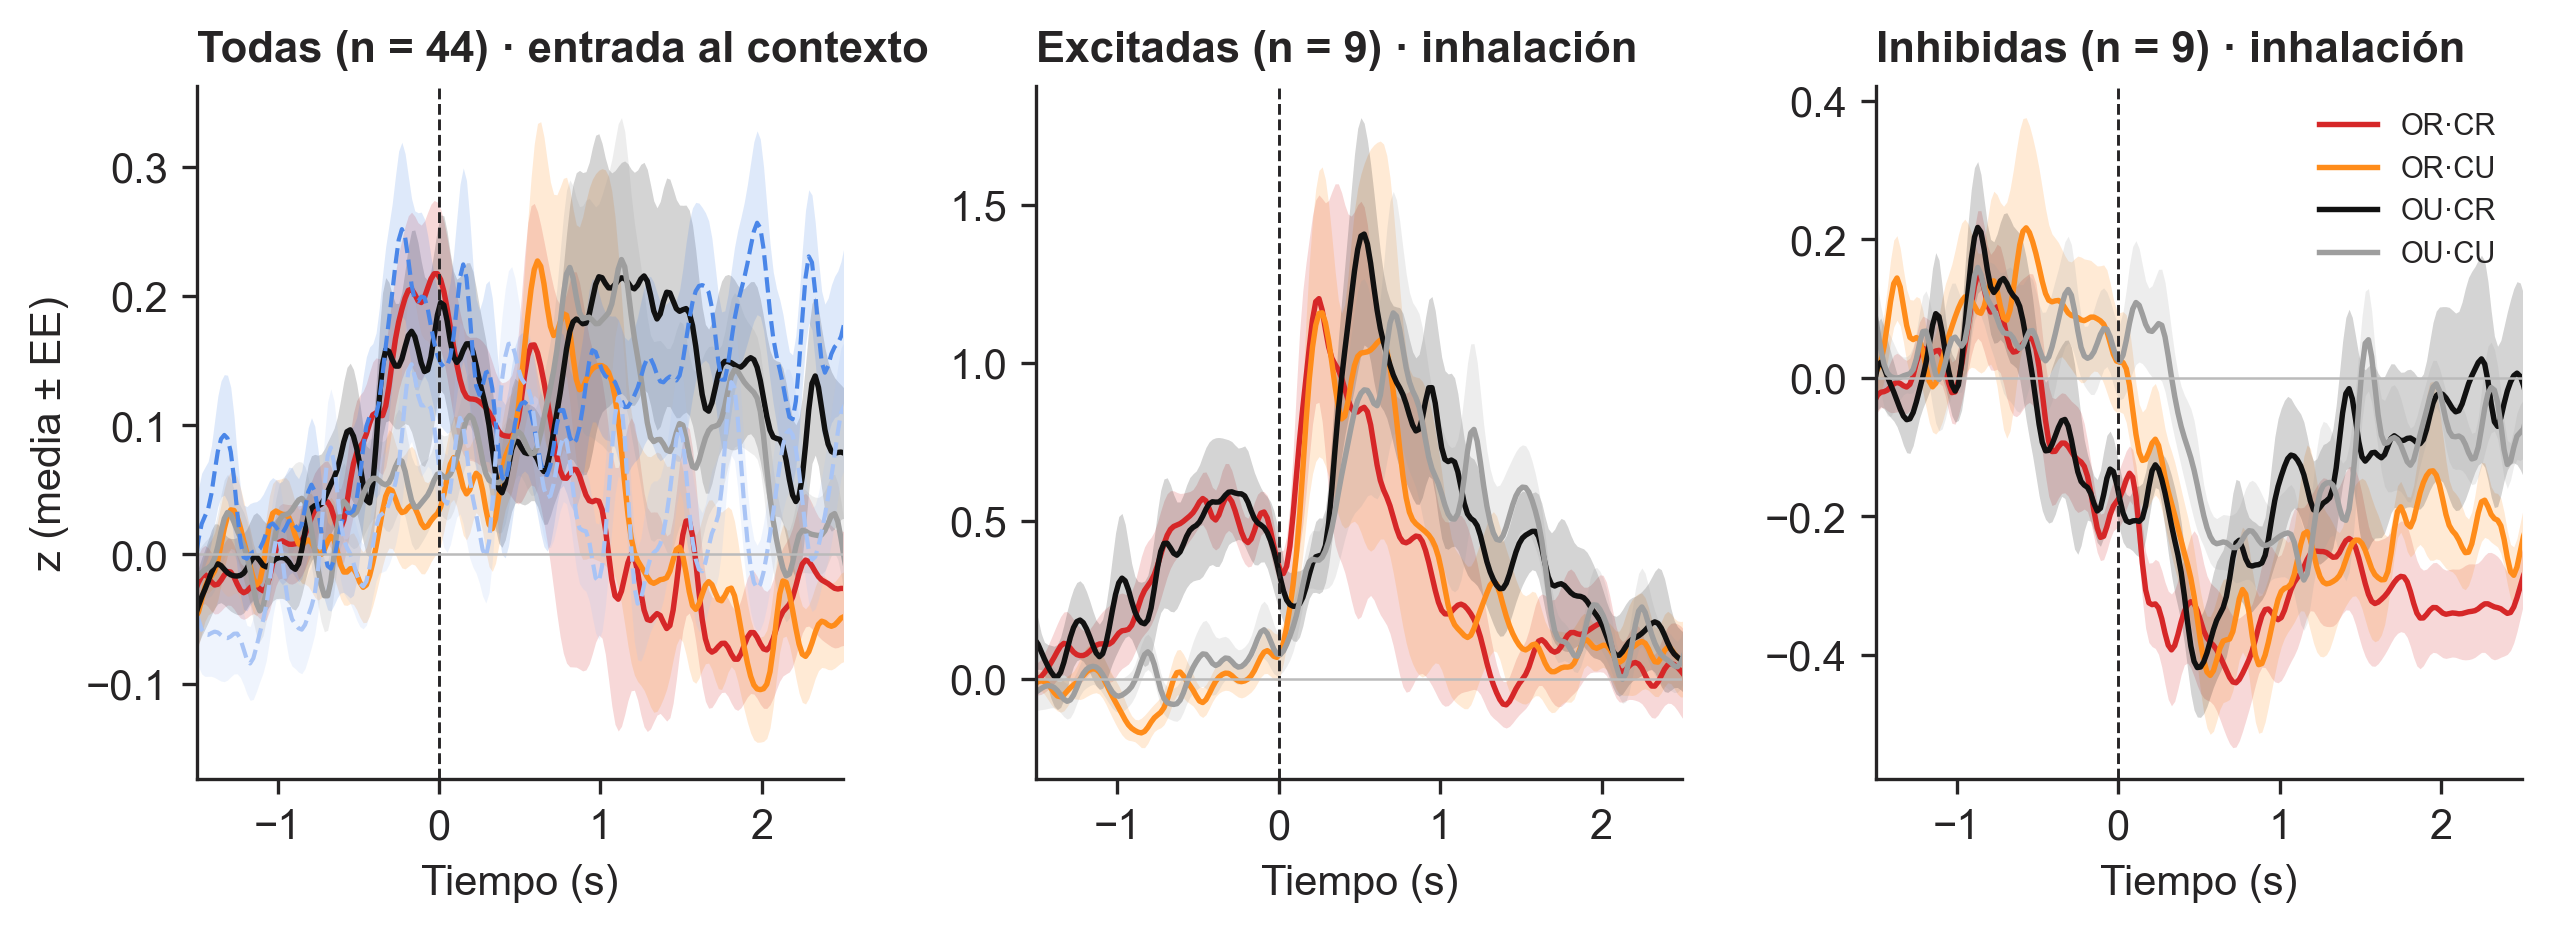 Todas (n = 44) · entrada al contexto
z (media ± EE)
0.3
0.2
0.1
0.0
−0.1
−1
0
1
2
Tiempo (s)
Excitadas (n = 9) · inhalación
1.5
1.0
0.5
0.0
−1
0
1
2
Tiempo (s)
Inhibidas (n = 9) · inhalación
0.4
0.2
0.0
−0.2
−0.4
OR·CR
OR·CU
OU·CR
OU·CU
−1
0
1
2
Tiempo (s)